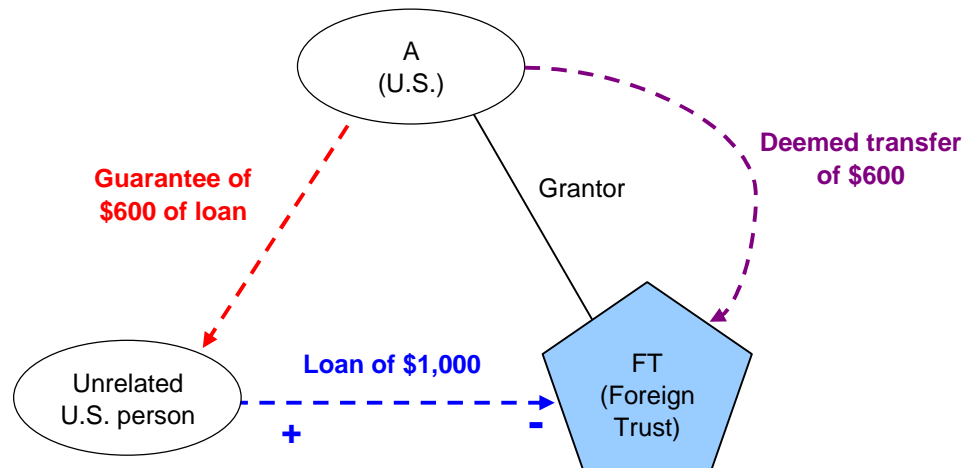 A
(U.S.)
Deemed transfer
of $600
Guarantee of
$600 of loan
Grantor
Loan of $1,000
Unrelated
U.S. person
+
-
FT
(Foreign
Trust)